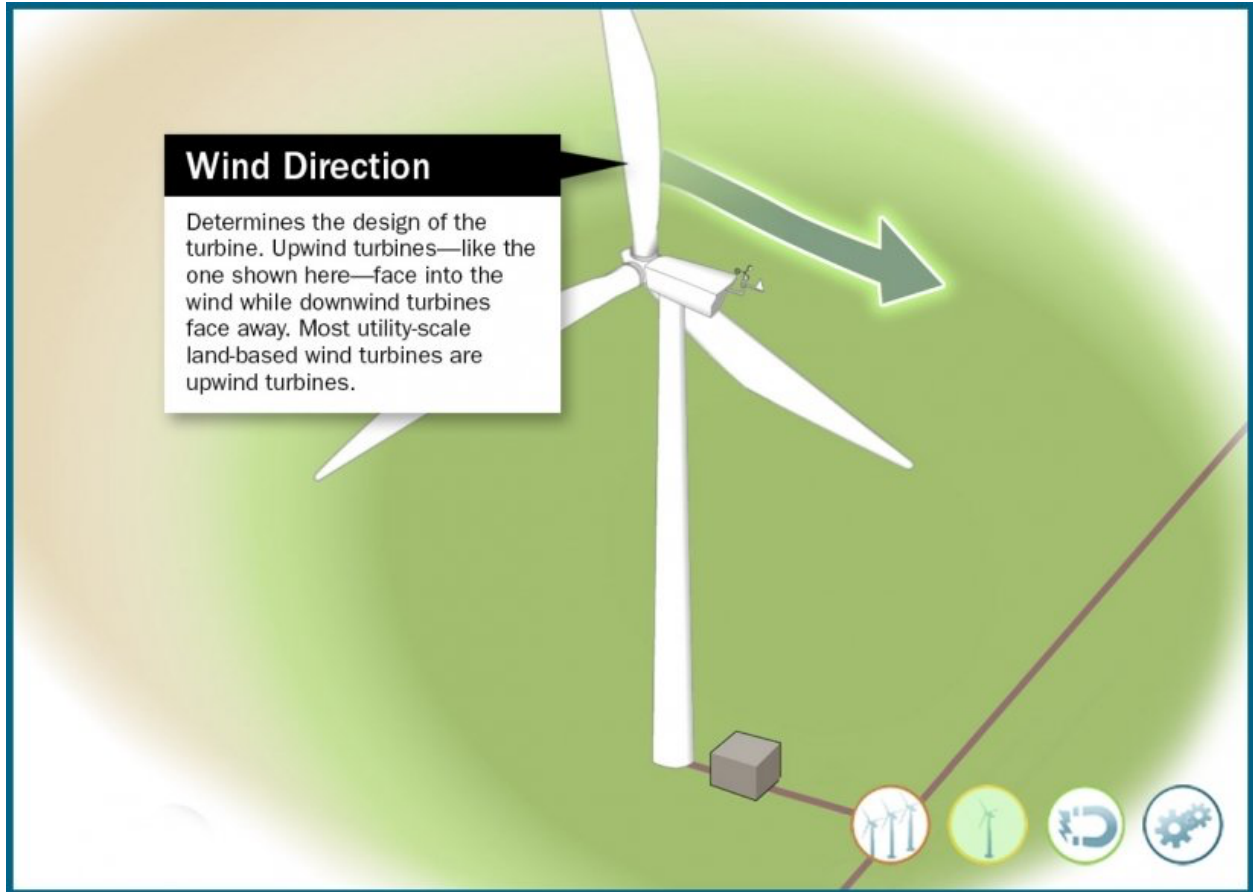 Wind Direction
Determines the design of the
turbine. Upwind turbines—like the
one shown here—face into the
wind while downwind turbines
face away. Most utility-scale
land-based wind turbines are
upwind turbines.